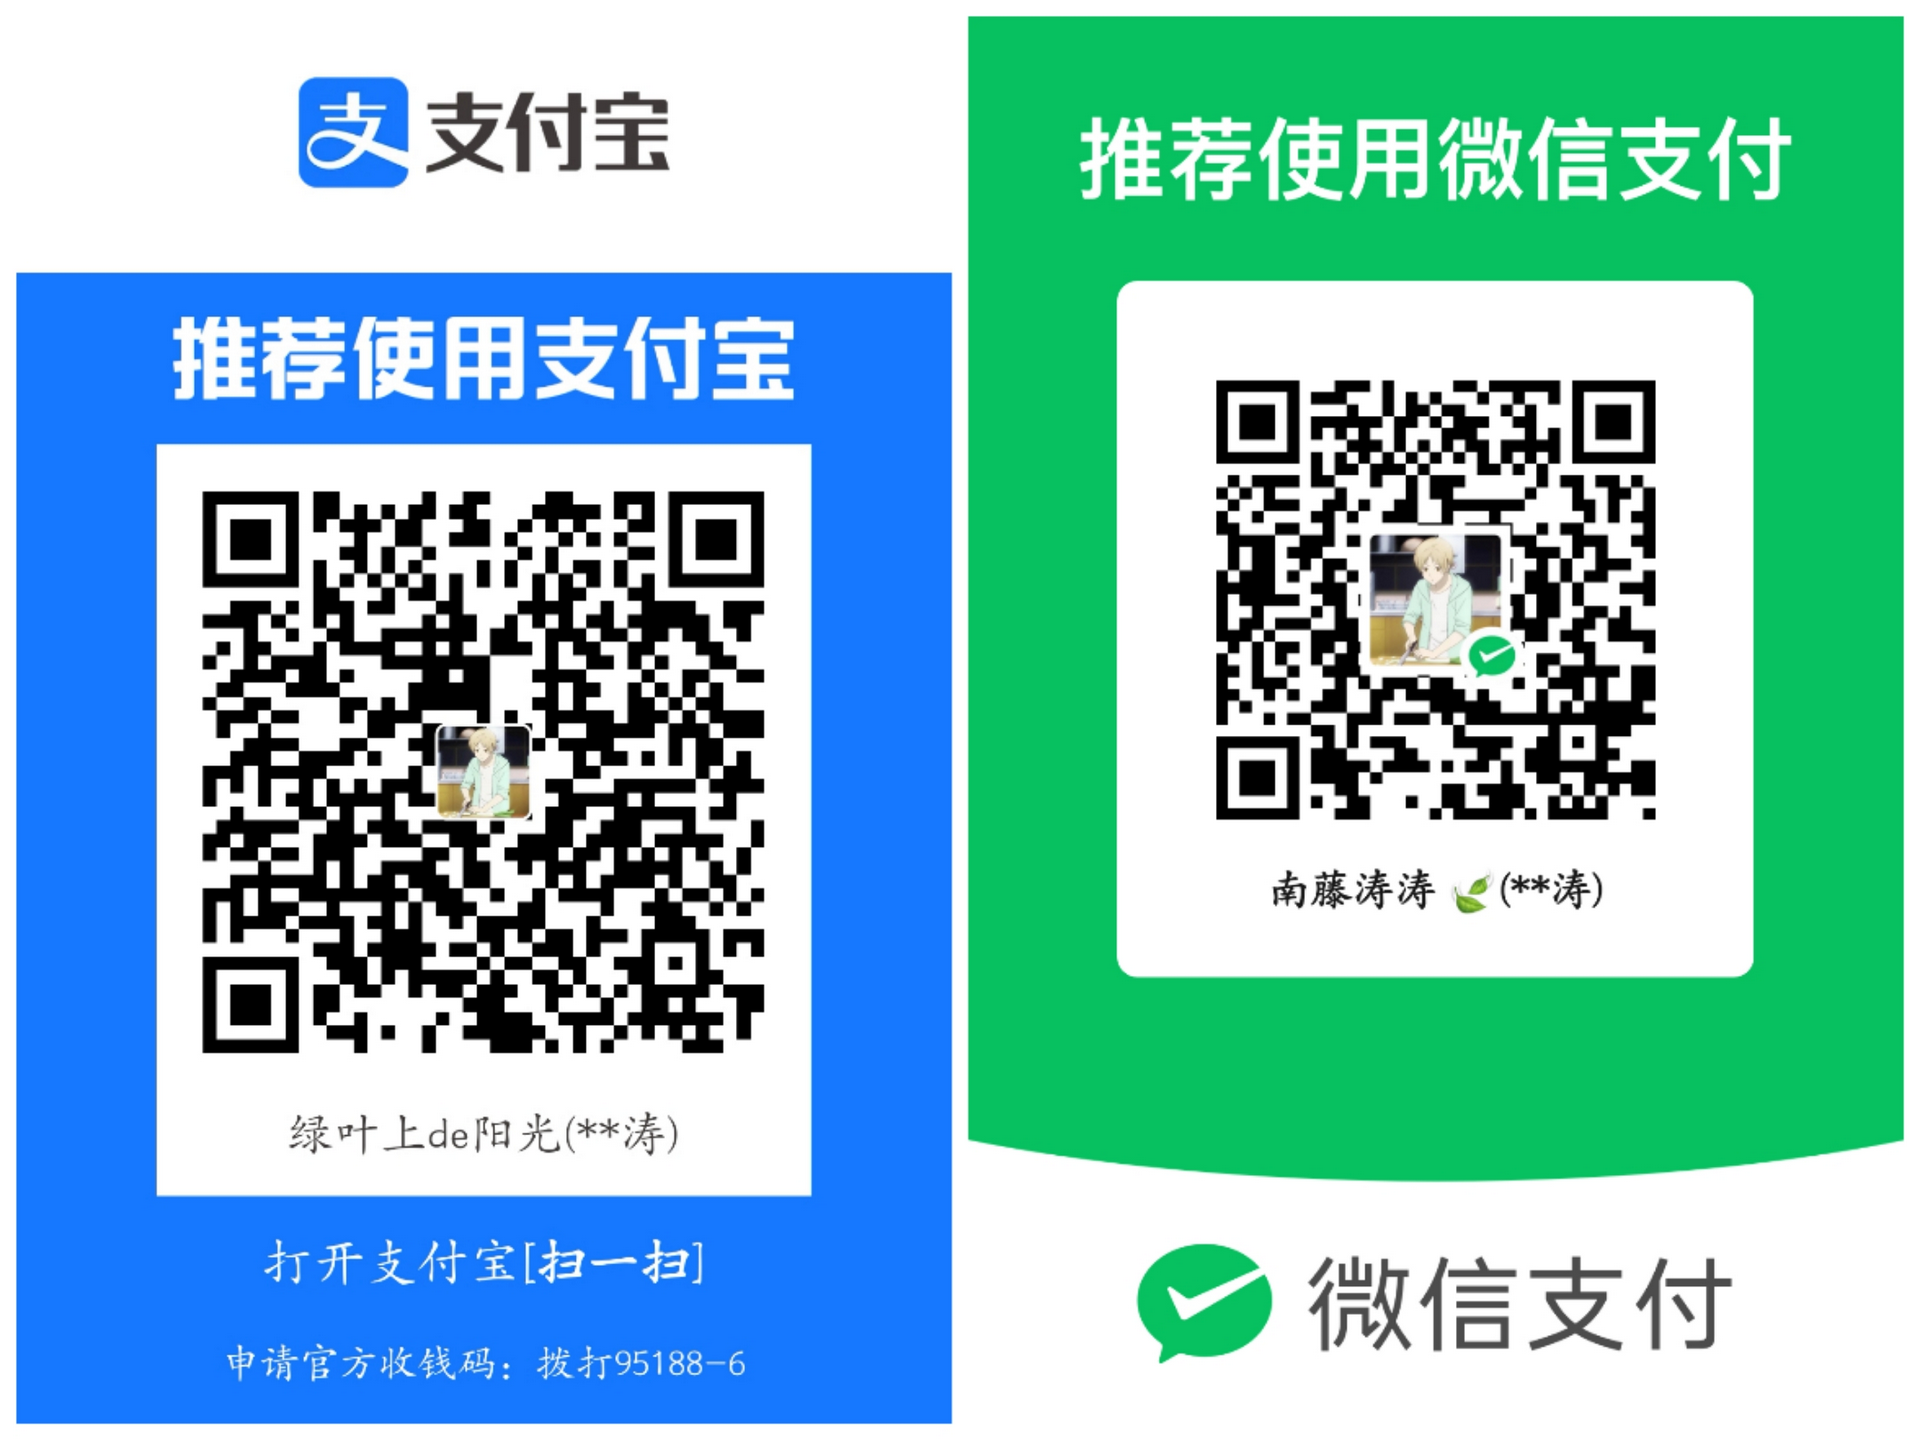 支 支付宝
推荐使用支付宝
绿叶上de阳光(**涛)
打开支付宝[扫一扫]
申请官方收钱码：拨打95188-6
推荐使用微信支付
南藤涛涛 🌿(**涛)
微信支付